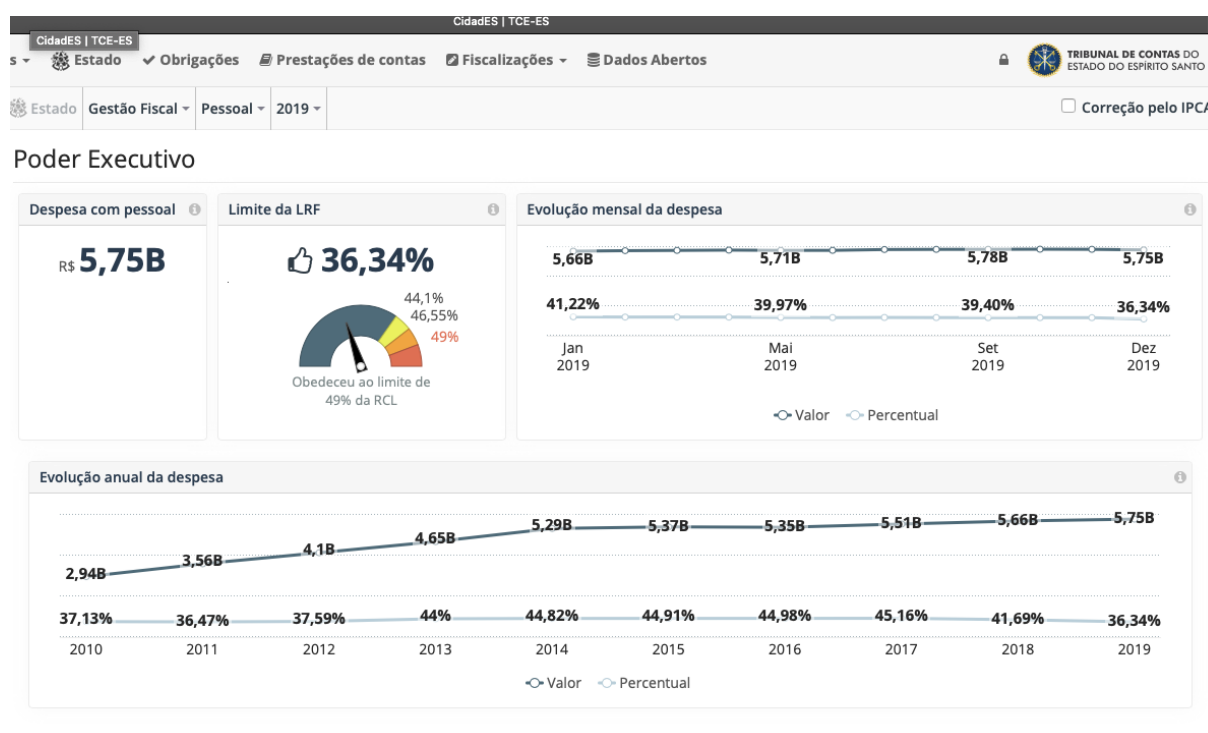 CidadES | TCE-ES
CidadES | TCE-ES
s Estado Obrigações Prestações de contas Fiscalizações Dados Abertos
TRIBUNAL DE CONTAS DO
ESTADO DO ESPÍRITO SANTO
Estado Gestão Fiscal Pessoal 2019 Correção pelo IPCA
Poder Executivo
Despesa com pessoal
R$ 5,75B
Limite da LRF
36,34%
44,1%
46,55%
49%
Obedeceu ao limite de
49% da RCL
Evolução mensal da despesa
5,66B 5,71B 5,78B 5,75B
41,22% 39,97% 39,40% 36,34%
Jan Mai Set Dez
2019 2019 2019 2019
Valor Percentual
Evolução anual da despesa
2,94B 3,56B 4,1B 4,65B 5,29B 5,37B 5,35B 5,51B 5,66B 5,75B
37,13% 36,47% 37,59% 44% 44,82% 44,91% 44,98% 45,16% 41,69% 36,34%
2010 2011 2012 2013 2014 2015 2016 2017 2018 2019
Valor Percentual